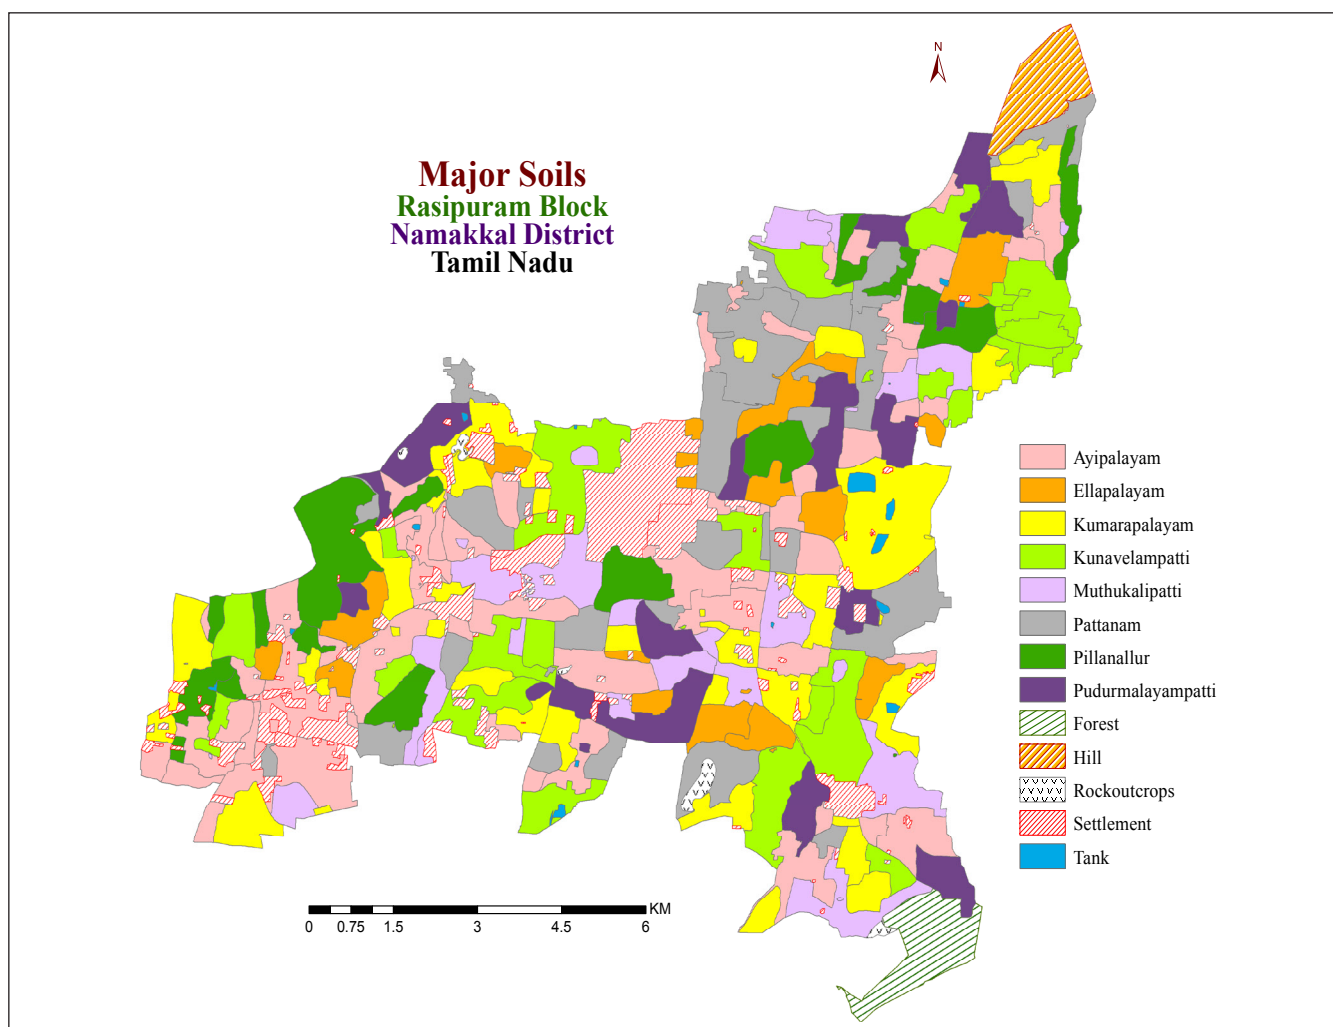 N
Major Soils
Rasipuram Block
Namakkal District
Tamil Nadu
Ayipalayam
Ellapalayam
Kumarapalayam
Kunavelampatti
Muthukalipatti
Pattanam
Pillanallur
Pudurmalayampatti
Forest
Hill
Rockoutcrops
Settlement
Tank
KM
0 0.75 1.5 3 4.5 6